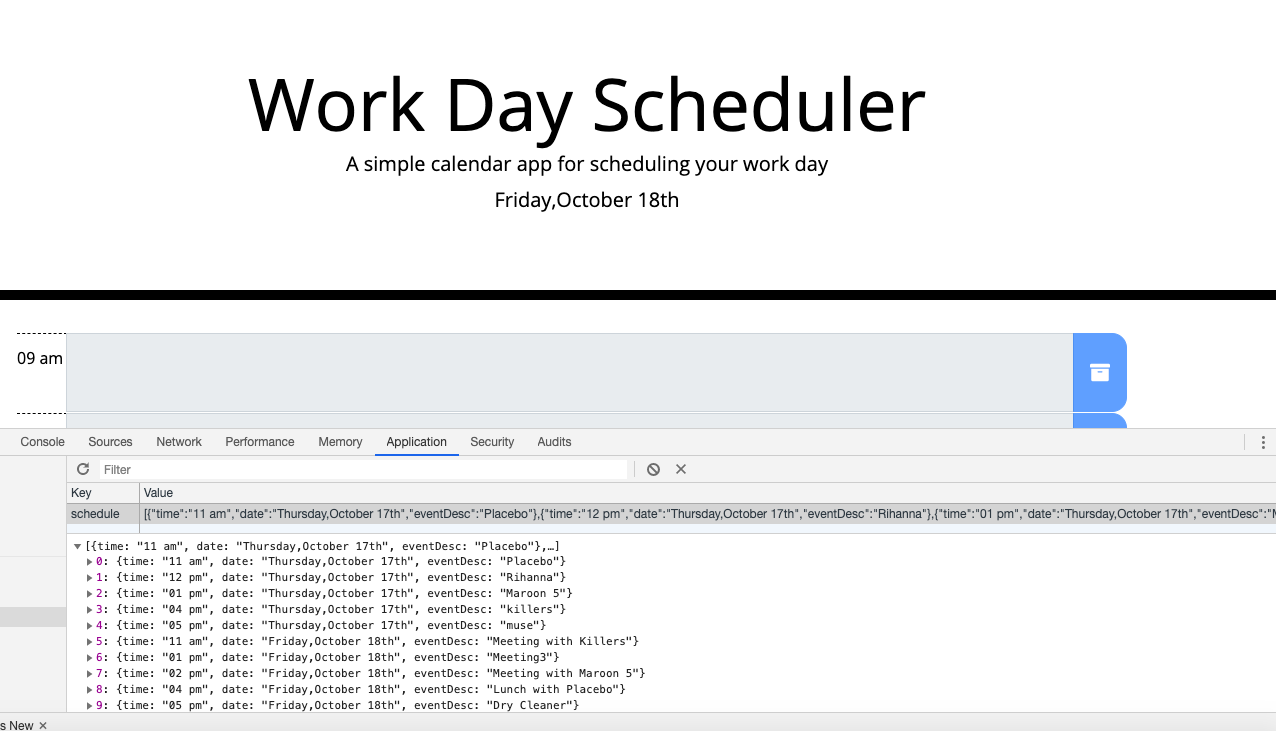 Work Day Scheduler
A simple calendar app for scheduling your work day
Friday,October 18th
09 am
Console Sources Network Performance Memory Application Security Audits
Filter
Key Value
schedule [{"time":"11 am","date":"Thursday,October 17th","eventDesc":"Placebo"},{"time":"12 pm","date":"Thursday,October 17th","eventDesc":"Rihanna"},{"time":"01 pm","date":"Thursday,October 17th","eventDesc":"M
[{time: "11 am", date: "Thursday,October 17th", eventDesc: "Placebo"},…]
0: {time: "11 am", date: "Thursday,October 17th", eventDesc: "Placebo"}
1: {time: "12 pm", date: "Thursday,October 17th", eventDesc: "Rihanna"}
2: {time: "01 pm", date: "Thursday,October 17th", eventDesc: "Maroon 5"}
3: {time: "04 pm", date: "Thursday,October 17th", eventDesc: "killers"}
4: {time: "05 pm", date: "Thursday,October 17th", eventDesc: "muse"}
5: {time: "11 am", date: "Friday,October 18th", eventDesc: "Meeting with Killers"}
6: {time: "01 pm", date: "Friday,October 18th", eventDesc: "Meeting3"}
7: {time: "02 pm", date: "Friday,October 18th", eventDesc: "Meeting with Maroon 5"}
8: {time: "04 pm", date: "Friday,October 18th", eventDesc: "Lunch with Placebo"}
9: {time: "05 pm", date: "Friday,October 18th", eventDesc: "Dry Cleaner"}
s New ×